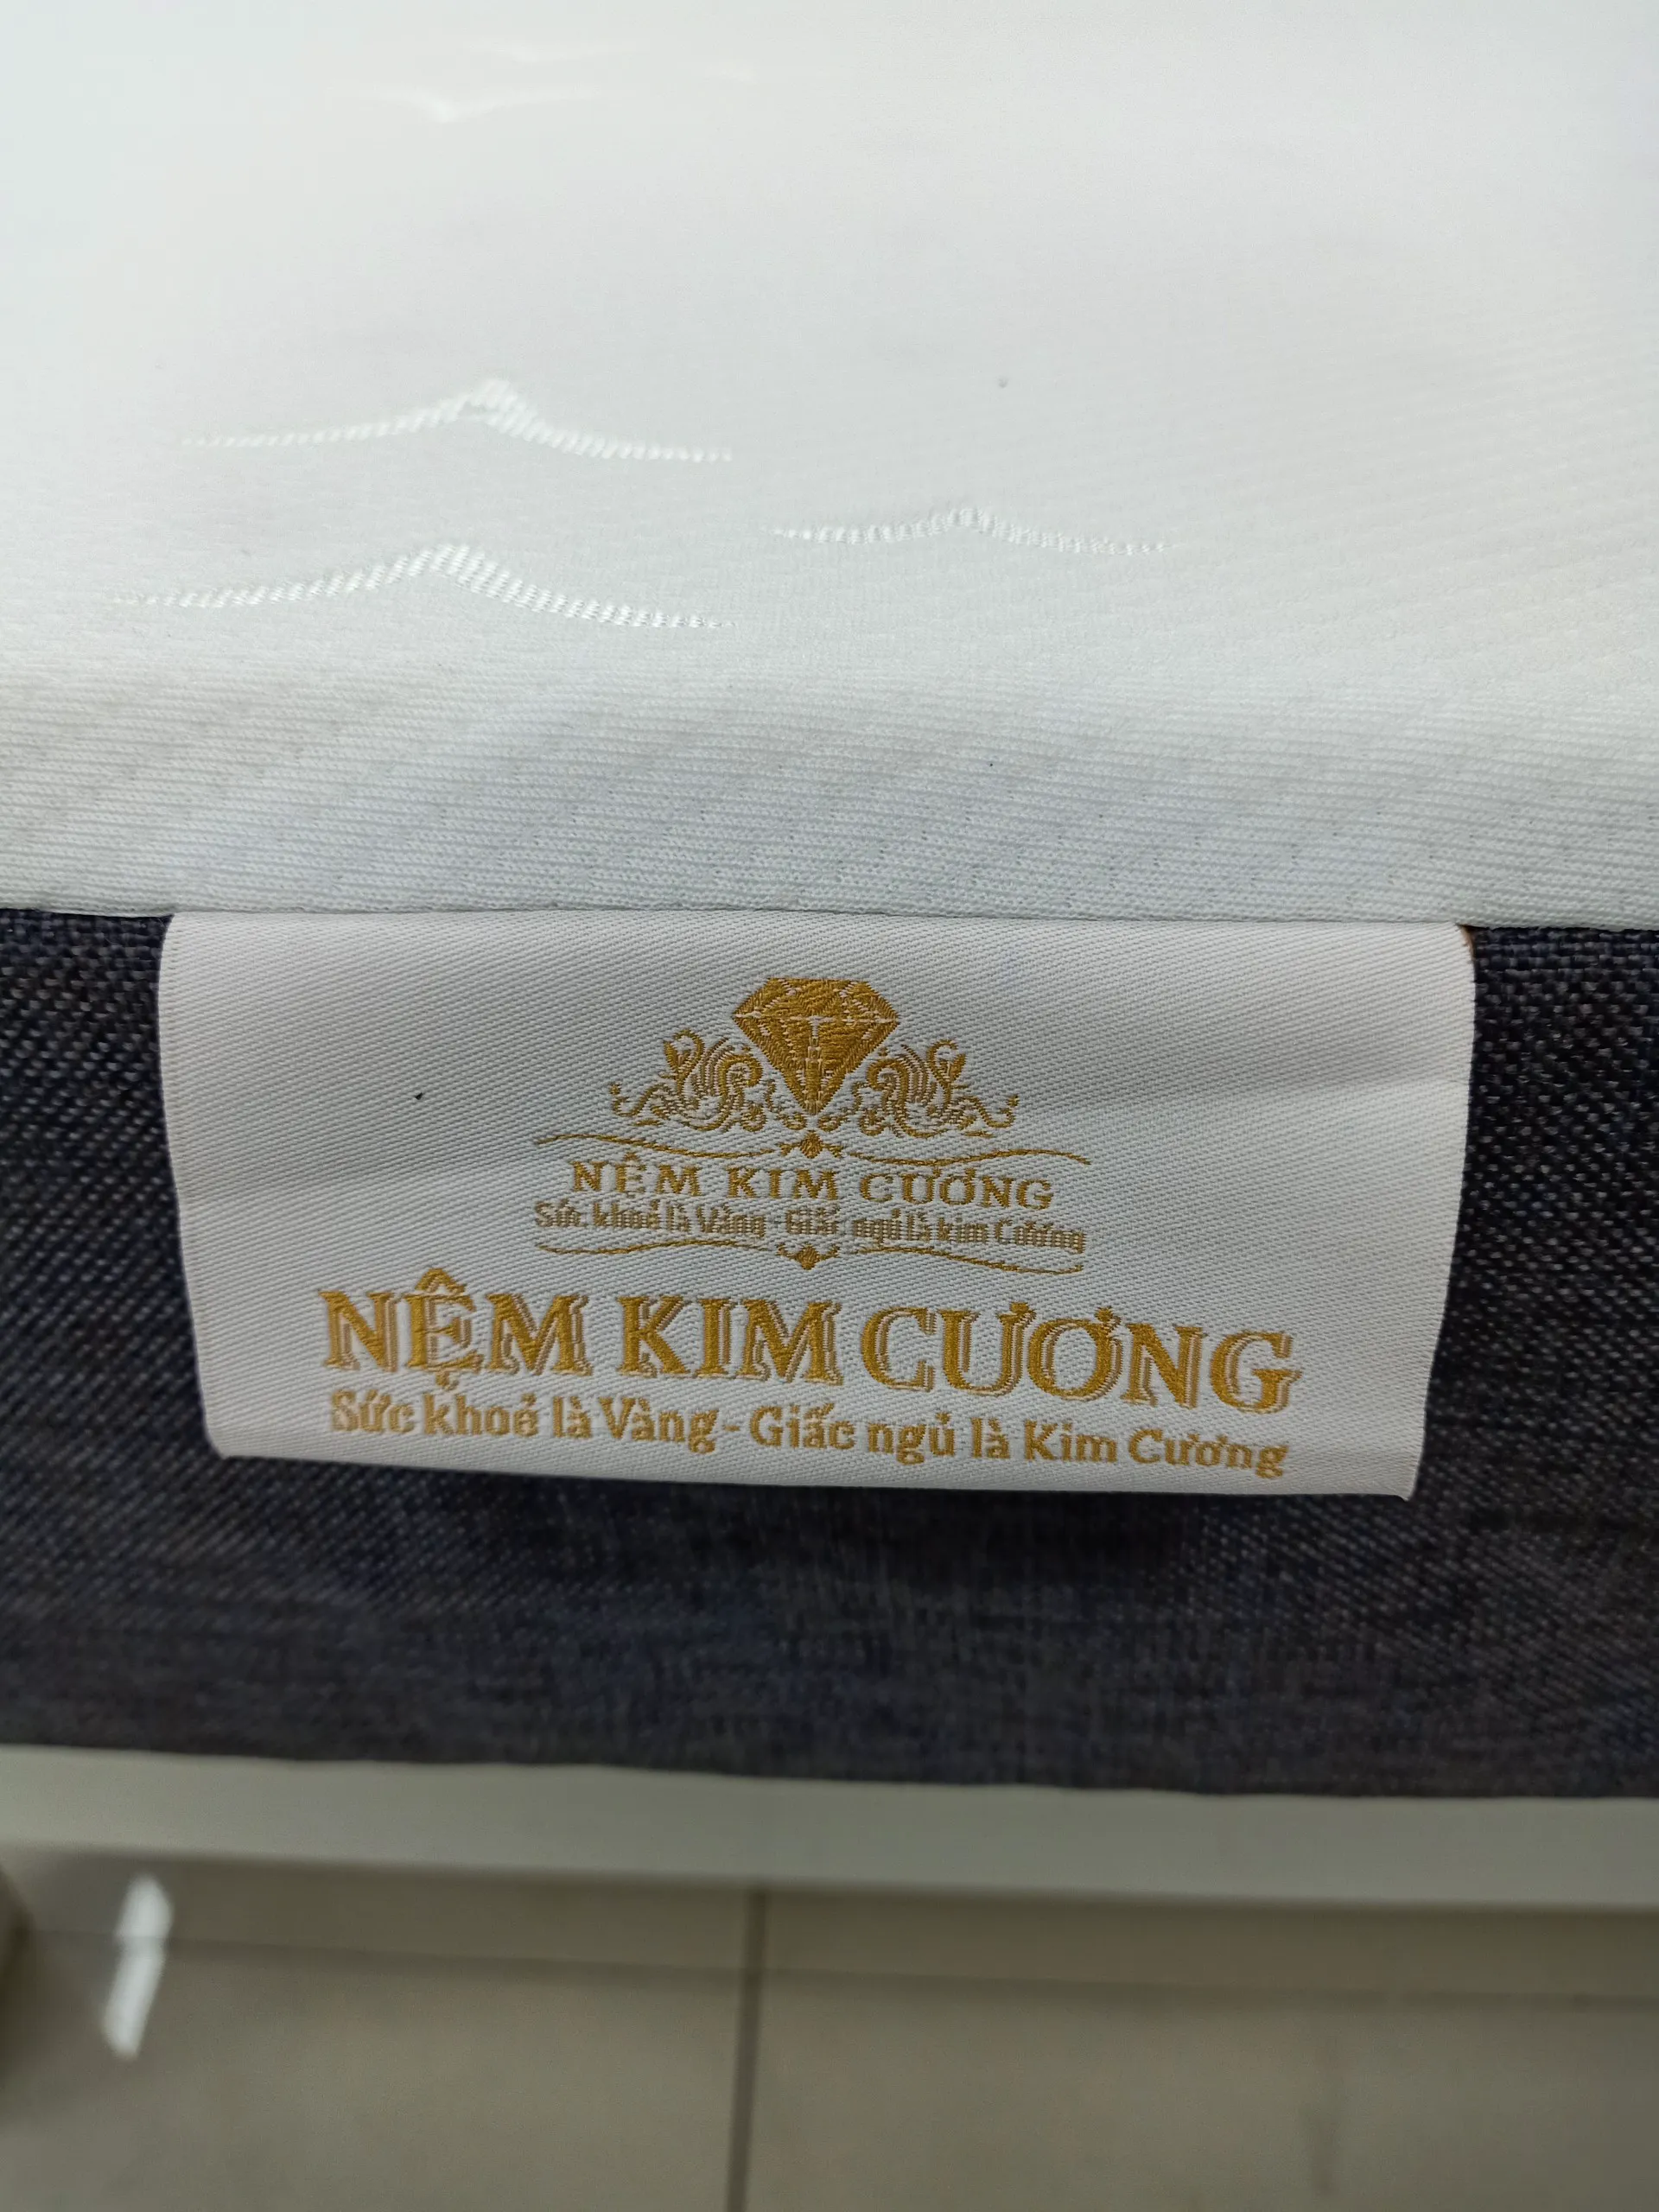 NỆM KIM CƯƠNG
Sức khoẻ là Vàng - Giấc ngủ là kim Cương
NỆM KIM CƯƠNG
Sức khoẻ là Vàng - Giấc ngủ là Kim Cương